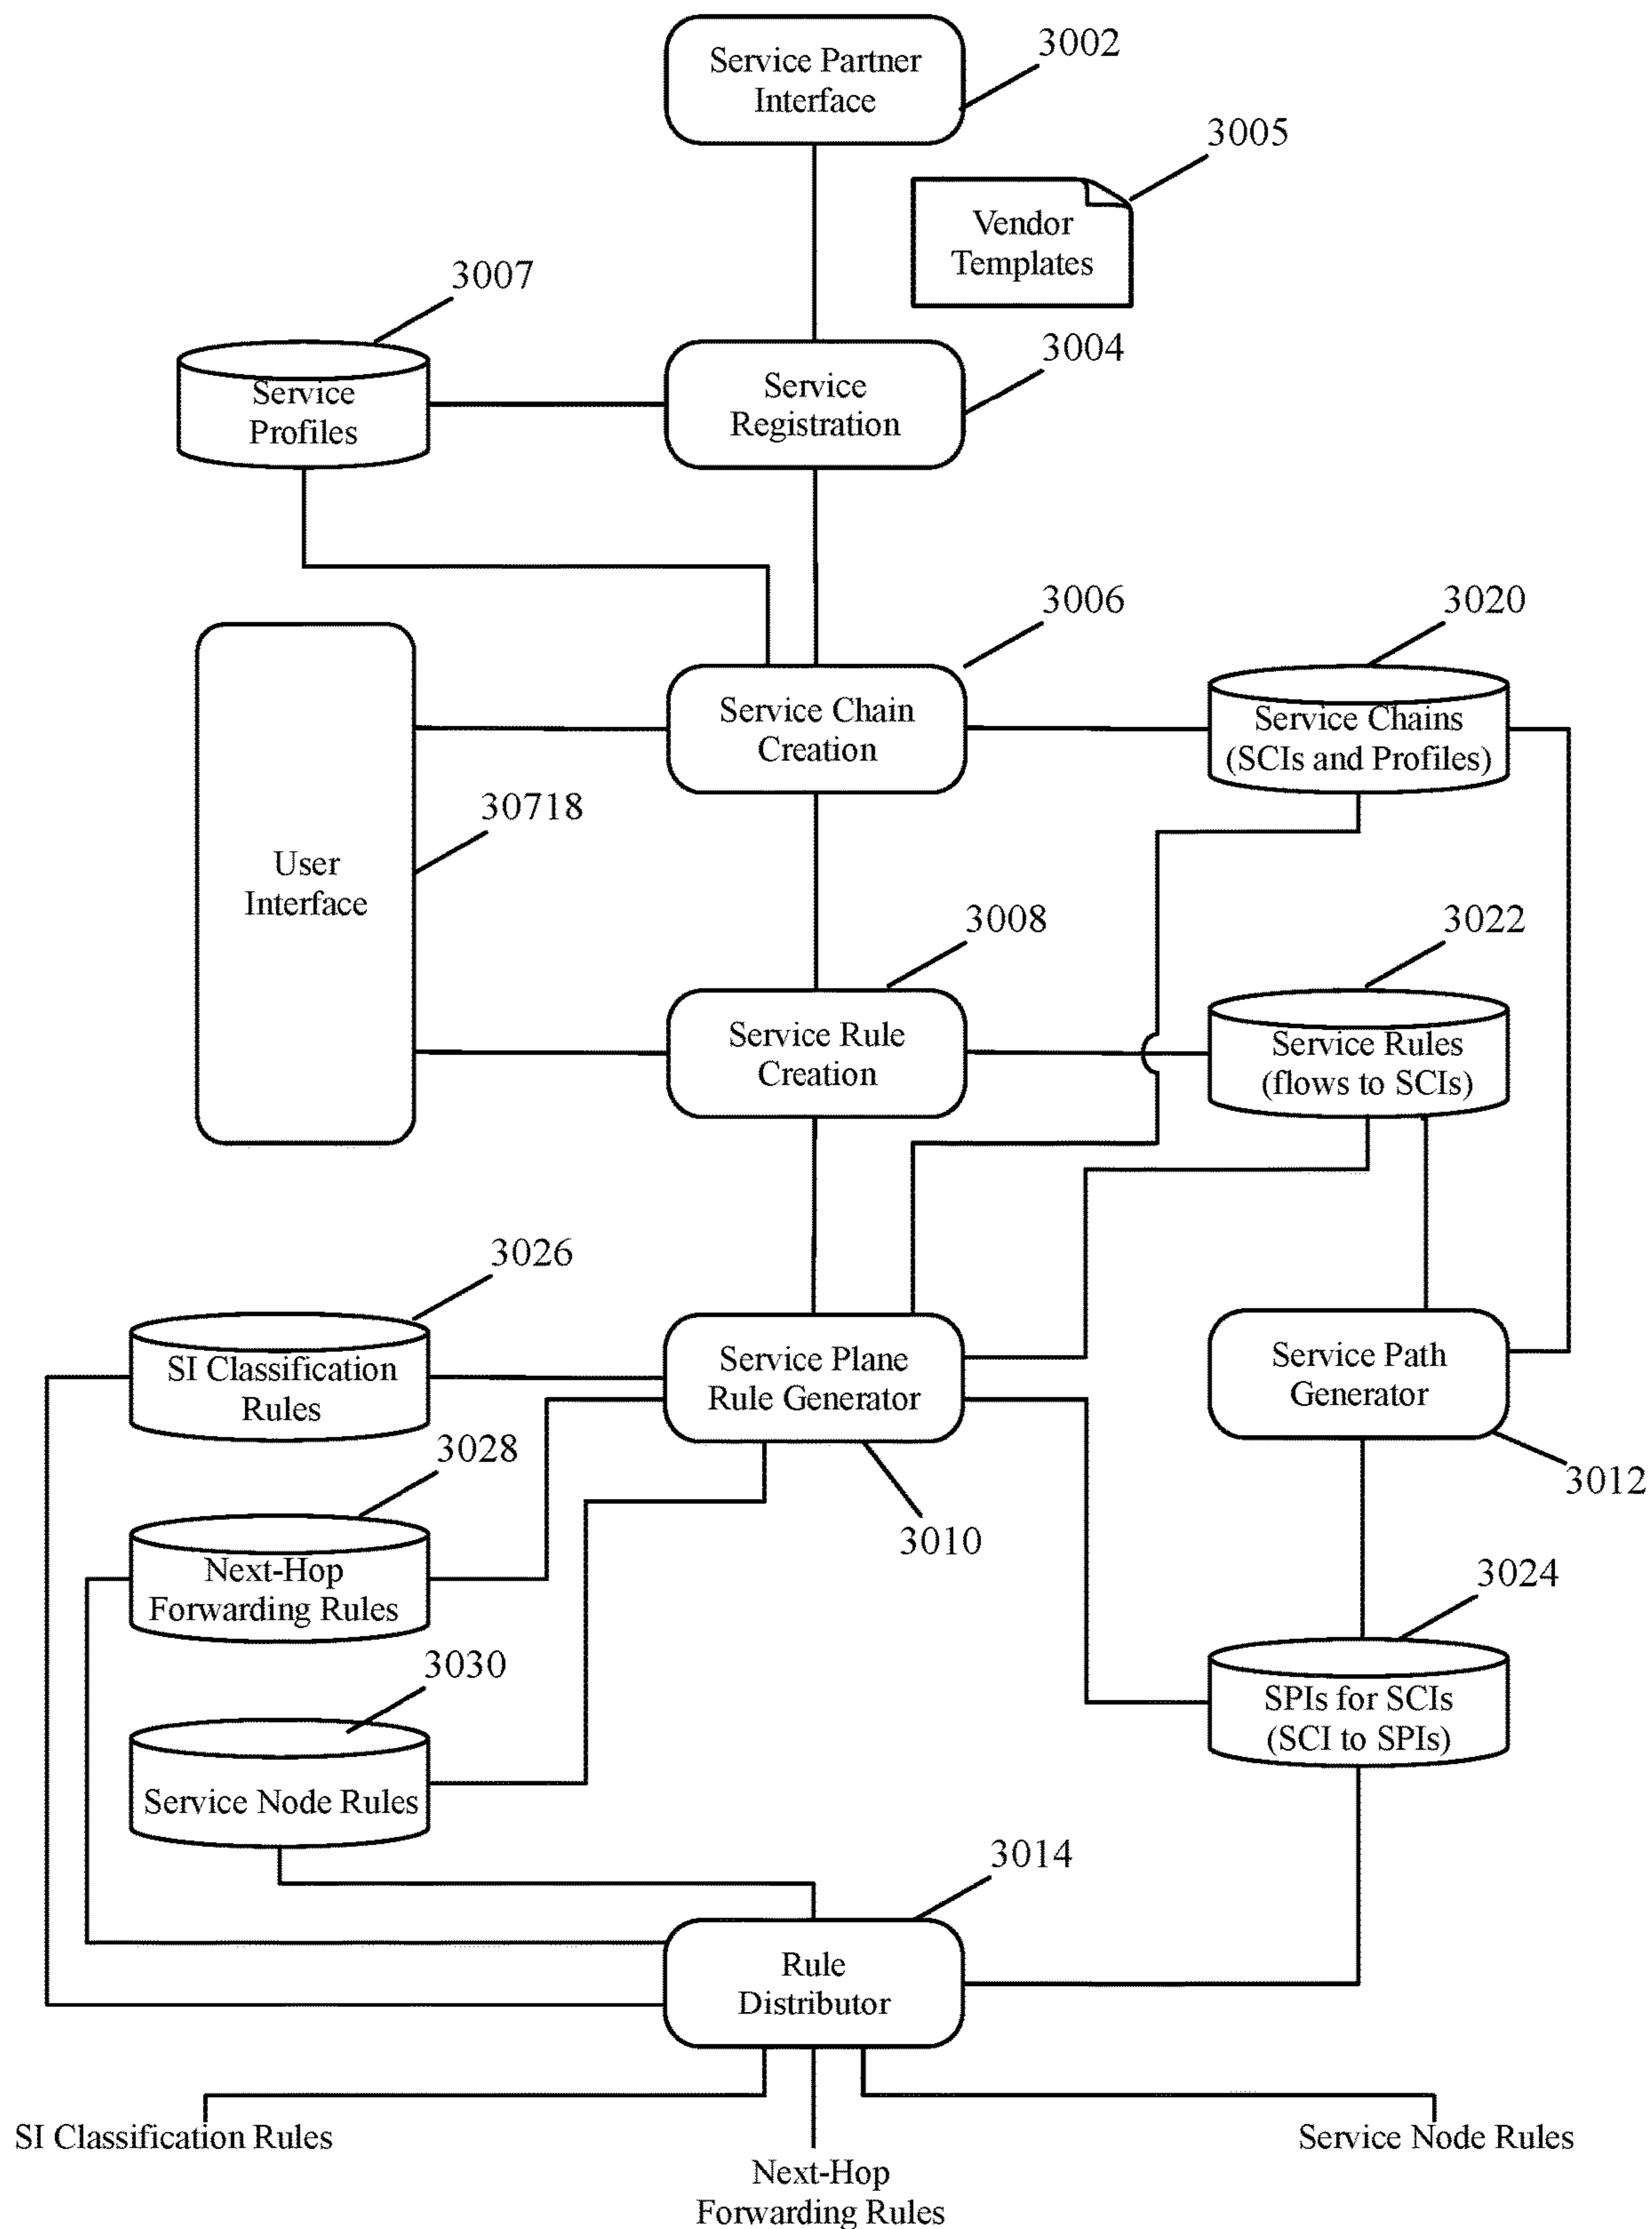 Service Partner
Interface
3002
3005
Vendor
Templates
3007
Service
Profiles
3004
Service
Registration
3006
3020
Service Chain
Creation
Service Chains
(SCIs and Profiles)
30718
User
Interface
3008
3022
Service Rule
Creation
Service Rules
(flows to SCIs)
3026
SI Classification
Rules
Service Plane
Rule Generator
Service Path
Generator
3028
3010
3012
Next-Hop
Forwarding Rules
3024
3030
SPIs for SCIs
(SCI to SPIs)
Service Node Rules
3014
Rule
Distributor
SI Classification Rules
Service Node Rules
Next-Hop
Forwarding Rules